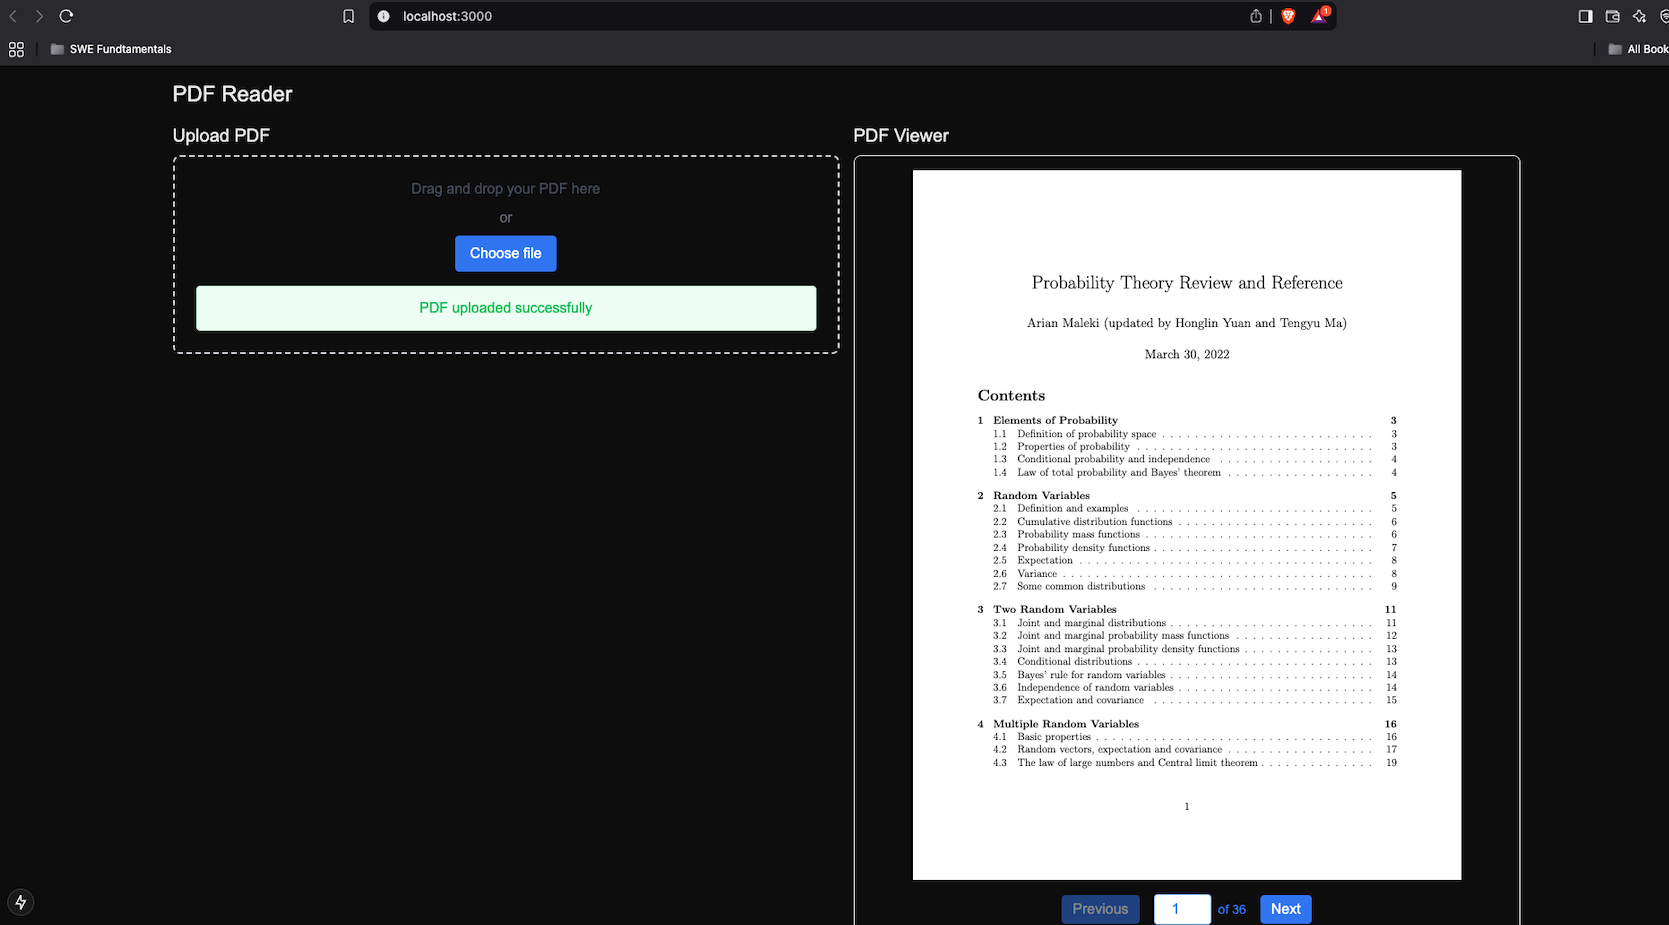 localhost:3000
1
SWE Fundtamentals
All Book
PDF Reader
Upload PDF
Drag and drop your PDF here
or
Choose file
PDF uploaded successfully
PDF Viewer
Probability Theory Review and Reference
Arian Maleki (updated by Honglin Yuan and Tengyu Ma)
March 30, 2022
Contents
1 Elements of Probability 3
1.1 Definition of probability space . . . . . . . . . . . . . . . . . . . . . . . . . . 3
1.2 Properties of probability . . . . . . . . . . . . . . . . . . . . . . . . . . . . 3
1.3 Conditional probability and independence . . . . . . . . . . . . . . . . . . 4
1.4 Law of total probability and Bayes' theorem . . . . . . . . . . . . . . . . . . 4
2 Random Variables 5
2.1 Definition and examples . . . . . . . . . . . . . . . . . . . . . . . . . . . . 5
2.2 Cumulative distribution functions . . . . . . . . . . . . . . . . . . . . . . . . 6
2.3 Probability mass functions . . . . . . . . . . . . . . . . . . . . . . . . . . . 6
2.4 Probability density functions . . . . . . . . . . . . . . . . . . . . . . . . . . 7
2.5 Expectation . . . . . . . . . . . . . . . . . . . . . . . . . . . . . . . . . . . 8
2.6 Variance . . . . . . . . . . . . . . . . . . . . . . . . . . . . . . . . . . . . . 8
2.7 Some common distributions . . . . . . . . . . . . . . . . . . . . . . . . . . 9
3 Two Random Variables 11
3.1 Joint and marginal distributions . . . . . . . . . . . . . . . . . . . . . . . . 11
3.2 Joint and marginal probability mass functions . . . . . . . . . . . . . . . . . 12
3.3 Joint and marginal probability density functions . . . . . . . . . . . . . . . . 13
3.4 Conditional distributions . . . . . . . . . . . . . . . . . . . . . . . . . . . . 13
3.5 Bayes' rule for random variables . . . . . . . . . . . . . . . . . . . . . . . . 14
3.6 Independence of random variables . . . . . . . . . . . . . . . . . . . . . . . 14
3.7 Expectation and covariance . . . . . . . . . . . . . . . . . . . . . . . . . . 15
4 Multiple Random Variables 16
4.1 Basic properties . . . . . . . . . . . . . . . . . . . . . . . . . . . . . . . . . 16
4.2 Random vectors, expectation and covariance . . . . . . . . . . . . . . . . . . 17
4.3 The law of large numbers and Central limit theorem . . . . . . . . . . . . . . 19
1
Previous 1 of 36 Next